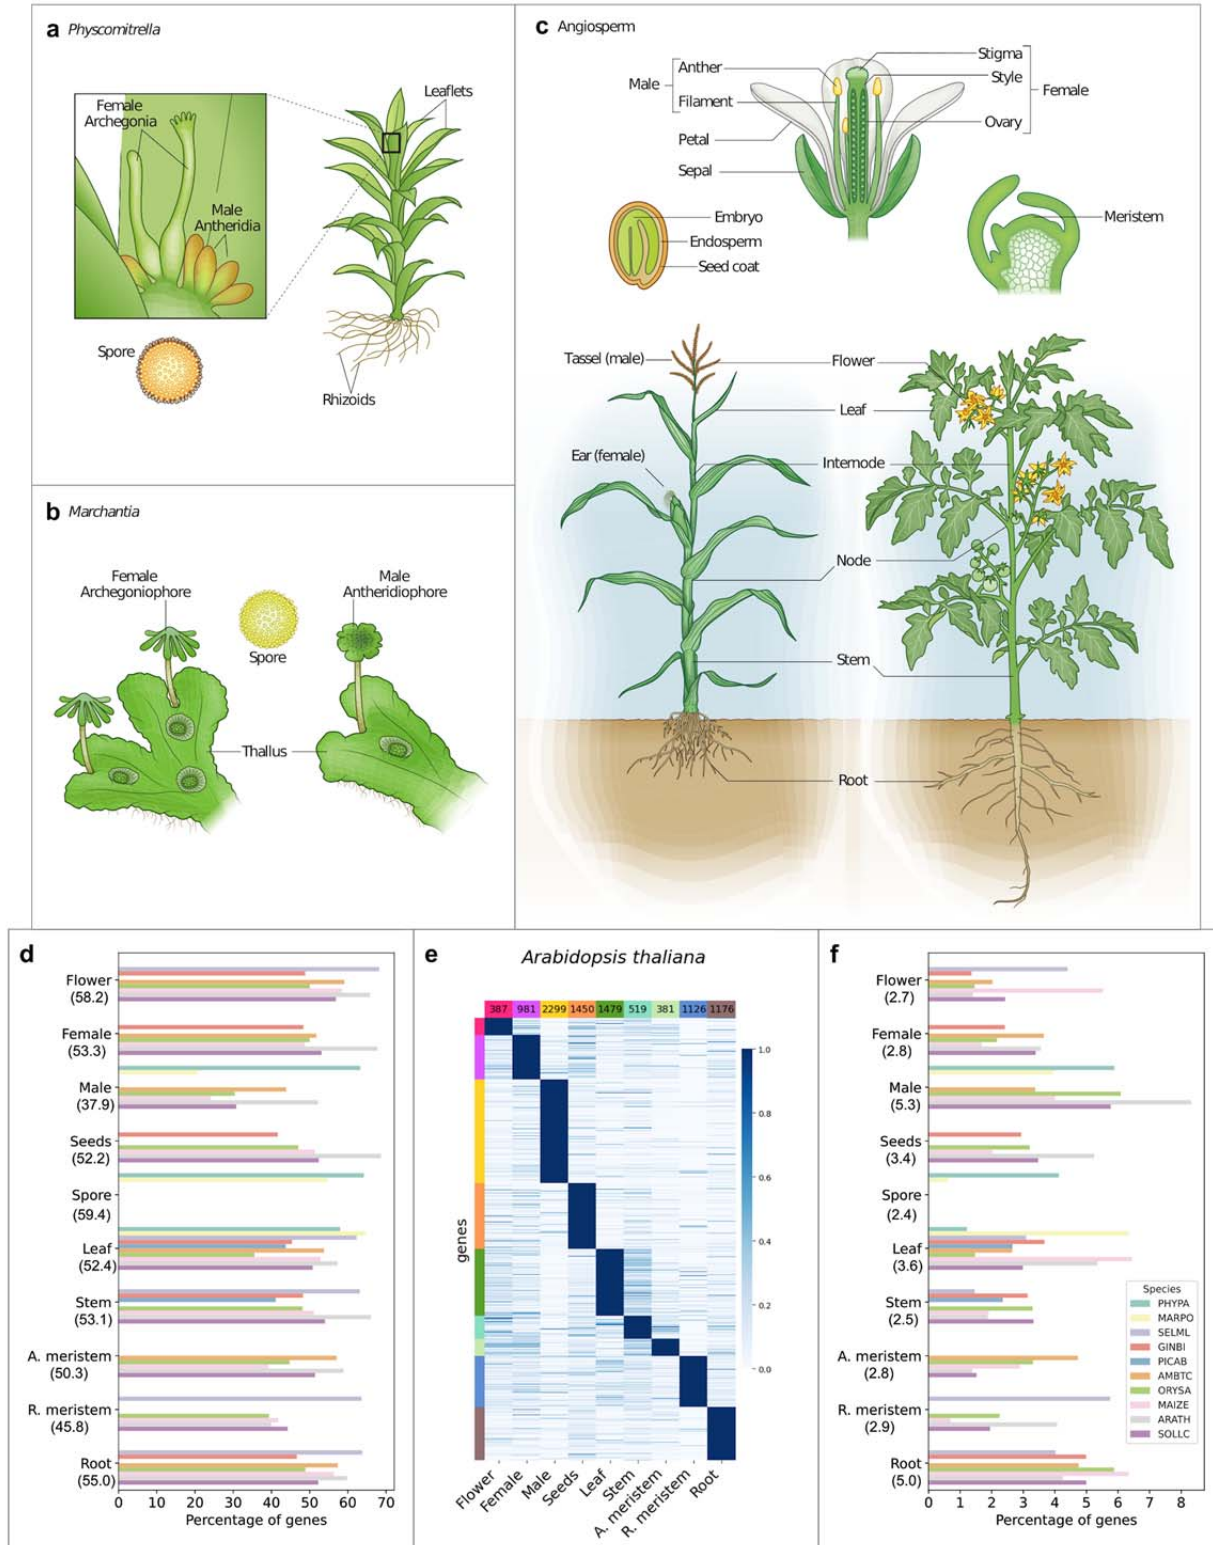 a Physcomitrella
Female
Archegonia
Leaflets
Male
Antheridia
Spore
Rhizoids
b Marchantia
Female
Archegoniophore
Male
Antheridiophore
Spore
Thallus
c Angiosperm
Male
Anther
Filament
Petal
Sepal
Stigma
Style
Ovary
Female
Embryo
Endosperm
Seed coat
Meristem
Tassel (male)
Flower
Leaf
Ear (female)
Internode
Node
Stem
Root
d
Flower
(58.2)
Female
(53.3)
Male
(37.9)
Seeds
(52.2)
Spore
(59.4)
Leaf
(52.4)
Stem
(53.1)
A. meristem
(50.3)
R. meristem
(45.8)
Root
(55.0)
0 10 20 30 40 50 60 70
Percentage of genes
e Arabidopsis thaliana
387 981 2299 1450 1479 519 381 1126 1176
genes
1.0
0.8
0.6
0.4
0.2
0.0
Flower Female Male Seeds Leaf Stem A. meristem R. meristem Root
f
Flower
(2.7)
Female
(2.8)
Male
(5.3)
Seeds
(3.4)
Spore
(2.4)
Leaf
(3.6)
Stem
(2.5)
A. meristem
(2.8)
R. meristem
(2.9)
Root
(5.0)
Species
PHYPA
MARPO
SELML
GINBI
PICAB
AMBTC
ORYSA
MAIZE
ARATH
SOLLC
0 1 2 3 4 5 6 7 8
Percentage of genes